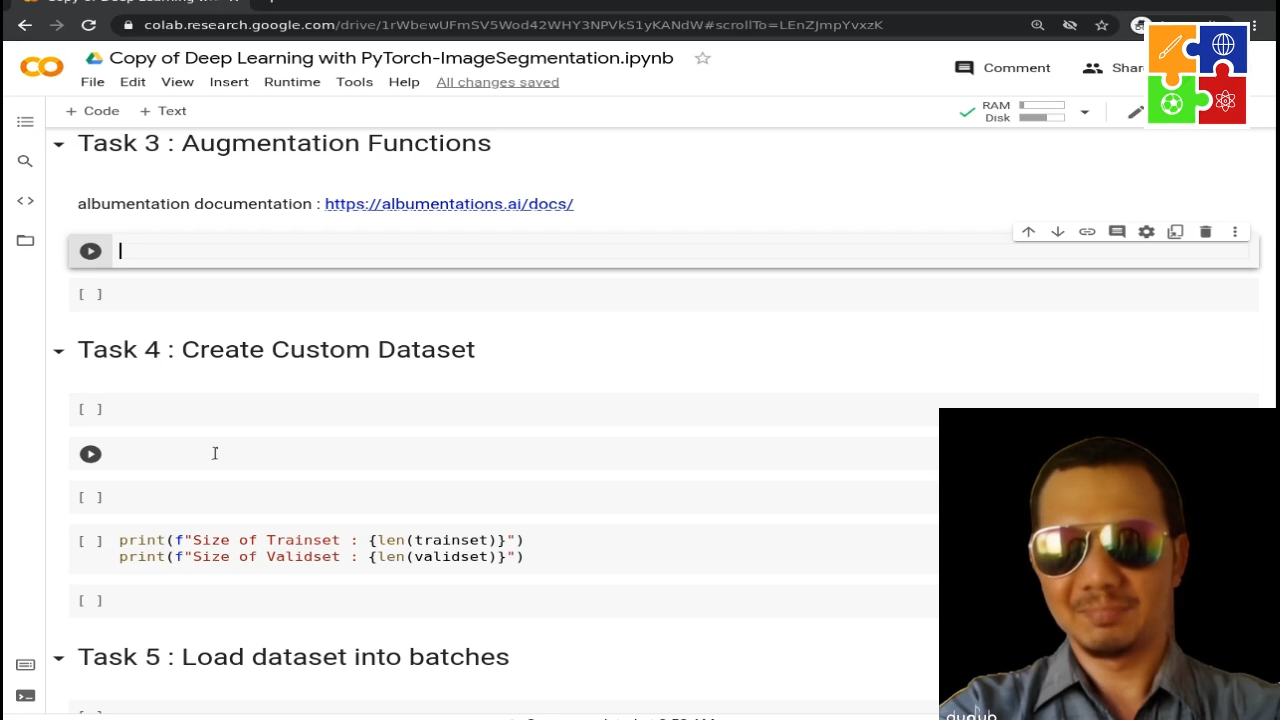 colab.research.google.com/drive/1rWbewUFmSV5Wod42WHY3NPVkS1yKANdW#scrollTo=LEnZJmpYvxzK
Copy of Deep Learning with PyTorch-ImageSegmentation.ipynb
File Edit View Insert Runtime Tools Help All changes saved
Comment
+ Code + Text
RAM
Disk
Task 3 : Augmentation Functions
albumentation documentation : https://albumentations.ai/docs/
[ ]
Task 4 : Create Custom Dataset
[ ]
[ ]
[ ] print(f"Size of Trainset : {len(trainset)}")
print(f"Size of Validset : {len(validset)}")
[ ]
Task 5 : Load dataset into batches